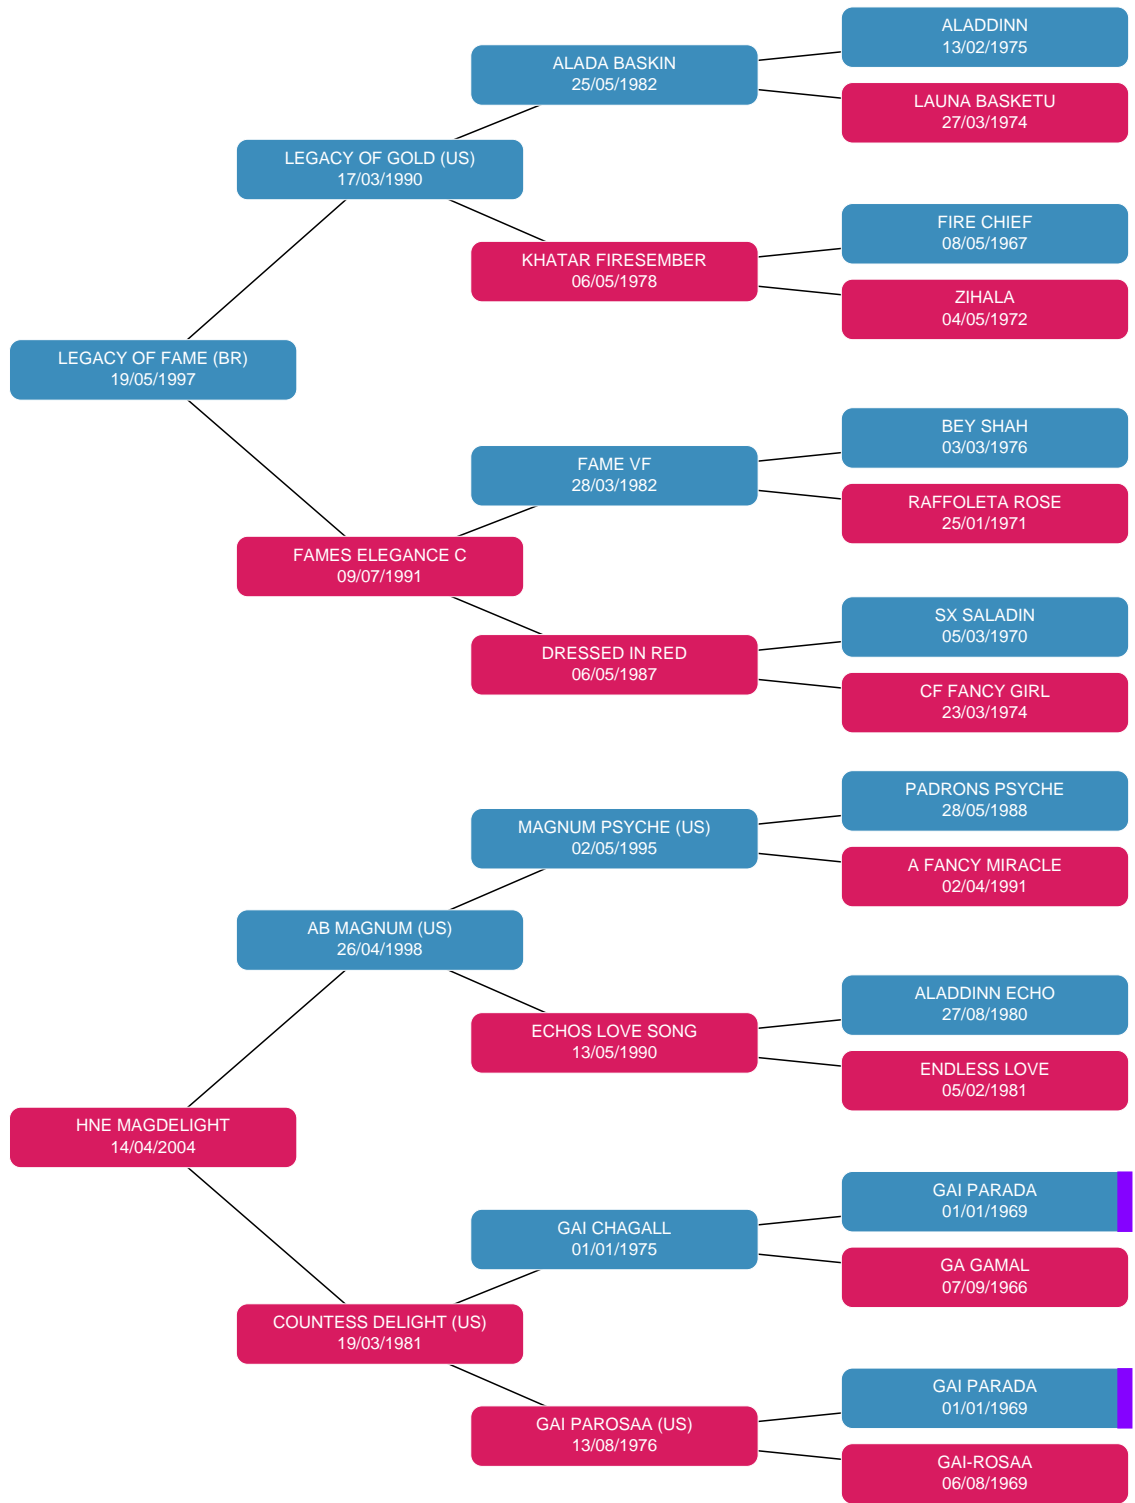 ALADDINN
13/02/1975
ALADA BASKIN
25/05/1982
LAUNA BASKETU
27/03/1974
LEGACY OF GOLD (US)
17/03/1990
FIRE CHIEF
08/05/1967
KHATAR FIRESEMBER
06/05/1978
ZIHALA
04/05/1972
LEGACY OF FAME (BR)
19/05/1997
BEY SHAH
03/03/1976
FAME VF
28/03/1982
RAFFOLETA ROSE
25/01/1971
FAMES ELEGANCE C
09/07/1991
SX SALADIN
05/03/1970
DRESSED IN RED
06/05/1987
CF FANCY GIRL
23/03/1974
PADRONS PSYCHE
28/05/1988
MAGNUM PSYCHE (US)
02/05/1995
A FANCY MIRACLE
02/04/1991
AB MAGNUM (US)
26/04/1998
ALADDINN ECHO
27/08/1980
ECHOS LOVE SONG
13/05/1990
ENDLESS LOVE
05/02/1981
HNE MAGDELIGHT
14/04/2004
GAI PARADA
01/01/1969
GAI CHAGALL
01/01/1975
GA GAMAL
07/09/1966
COUNTESS DELIGHT (US)
19/03/1981
GAI PARADA
01/01/1969
GAI PAROSAA (US)
13/08/1976
GAI-ROSAA
06/08/1969